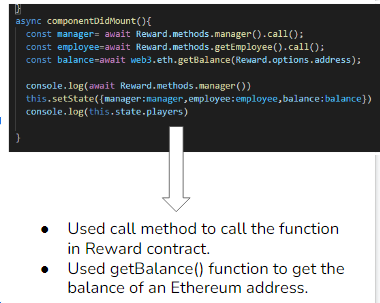 }
async componentDidMount(){
const manager= await Reward.methods.manager().call();
const employee=await Reward.methods.getEmployee().call();
const balance=await web3.eth.getBalance(Reward.options.address);
console.log(await Reward.methods.manager())
this.setState({manager:manager,employee:employee,balance:balance})
console.log(this.state.players)
}
● Used call method to call the function
in Reward contract.
● Used getBalance() function to get the
balance of an Ethereum address.